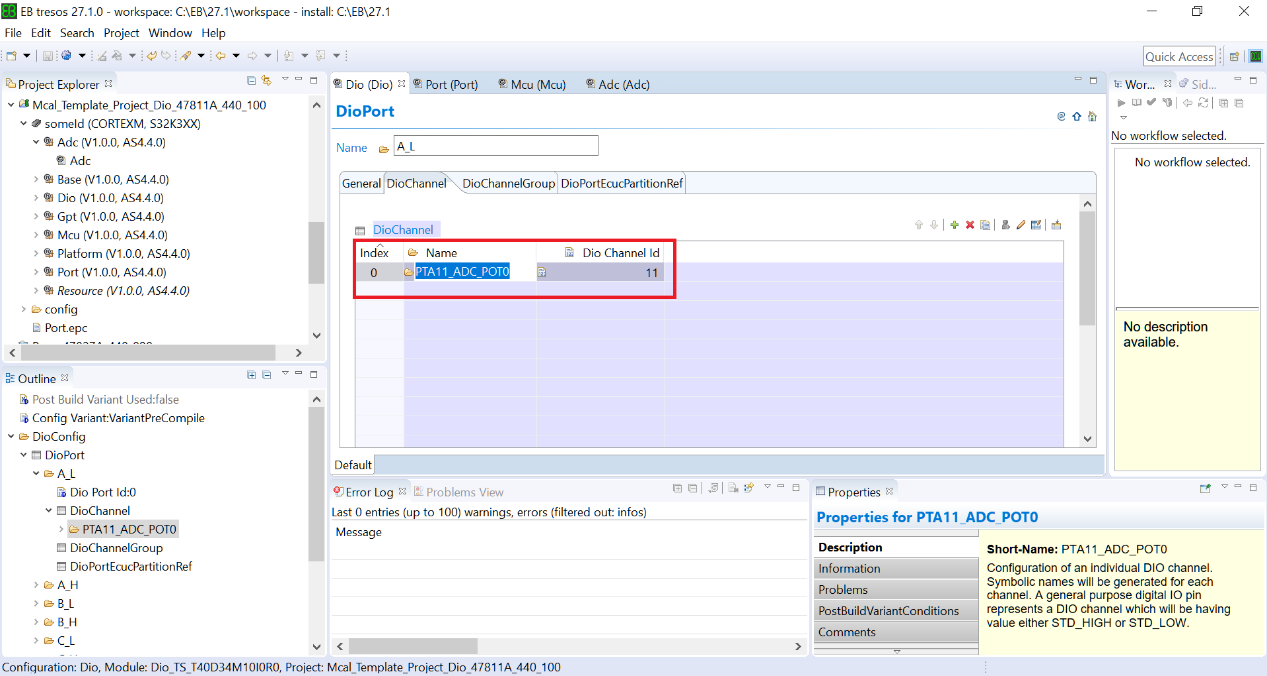 EB tresos 27.1.0 - workspace: C:\EB\27.1\workspace - install: C:\EB\27.1
File Edit Search Project Window Help
Quick Access
Project Explorer
Mcal_Template_Project_Dio_47811A_440_100
someId (CORTEXM, S32K3XX)
Adc (V1.0.0, AS4.4.0)
Adc
Base (V1.0.0, AS4.4.0)
Dio (V1.0.0, AS4.4.0)
Gpt (V1.0.0, AS4.4.0)
Mcu (V1.0.0, AS4.4.0)
Platform (V1.0.0, AS4.4.0)
Port (V1.0.0, AS4.4.0)
Resource (V1.0.0, AS4.4.0)
config
Port.epc
Outline
Post Build Variant Used:false
Config Variant:VariantPreCompile
DioConfig
DioPort
A_L
Dio Port Id:0
DioChannel
PTA11_ADC_POT0
DioChannelGroup
DioPortEcucPartitionRef
A_H
B_L
B_H
C_L
Dio (Dio) Port (Port) Mcu (Mcu) Adc (Adc)
DioPort
Name A_L
General DioChannel DioChannelGroup DioPortEcucPartitionRef
DioChannel
Index Name Dio Channel Id
0 PTA11_ADC_POT0 11
Default
Error Log Problems View
Last 0 entries (up to 100) warnings, errors (filtered out: infos)
Message
Wor... Sid...
No workflow selected.
No workflow selected.
No description
available.
Properties
Properties for PTA11_ADC_POT0
Description
Information
Problems
PostBuildVariantConditions
Comments
Short-Name: PTA11_ADC_POT0
Configuration of an individual DIO channel.
Symbolic names will be generated for each
channel. A general purpose digital IO pin
represents a DIO channel which will be having
value either STD_HIGH or STD_LOW.
Configuration: Dio, Module: Dio_TS_T40D34M10I0R0, Project: Mcal_Template_Project_Dio_47811A_440_100